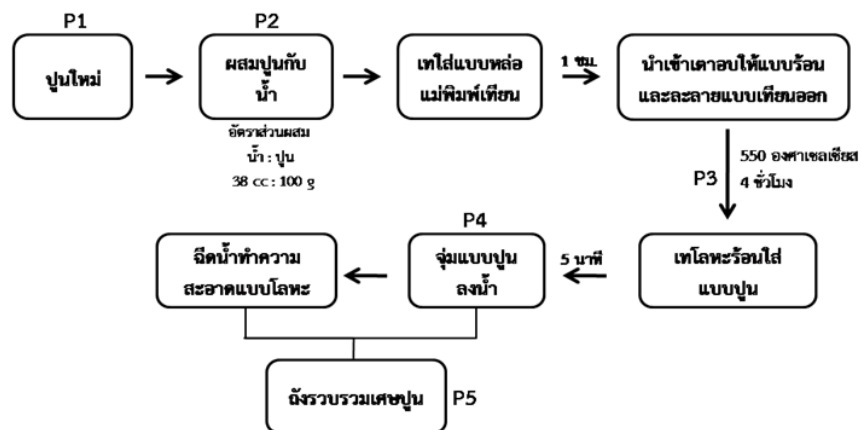 P1
ปูนใหม่
P2
ผสมปูนกับ
น้ำ
อัตราส่วนผสม
น้ำ : ปูน
38 cc : 100 g
เทใส่แบบหล่อ
แม่พิมพ์เทียน
1 ชม.
นำเข้าเตาอบให้แบบร้อน
และละลายแบบเทียนออก
P3
550 องศาเซลเซียส
4 ชั่วโมง
เทโลหะร้อนใส่
แบบปูน
5 นาที
P4
จุ่มแบบปูน
ลงน้ำ
ฉีดน้ำทำความ
สะอาดแบบโลหะ
ถังรวบรวมเศษปูน
P5